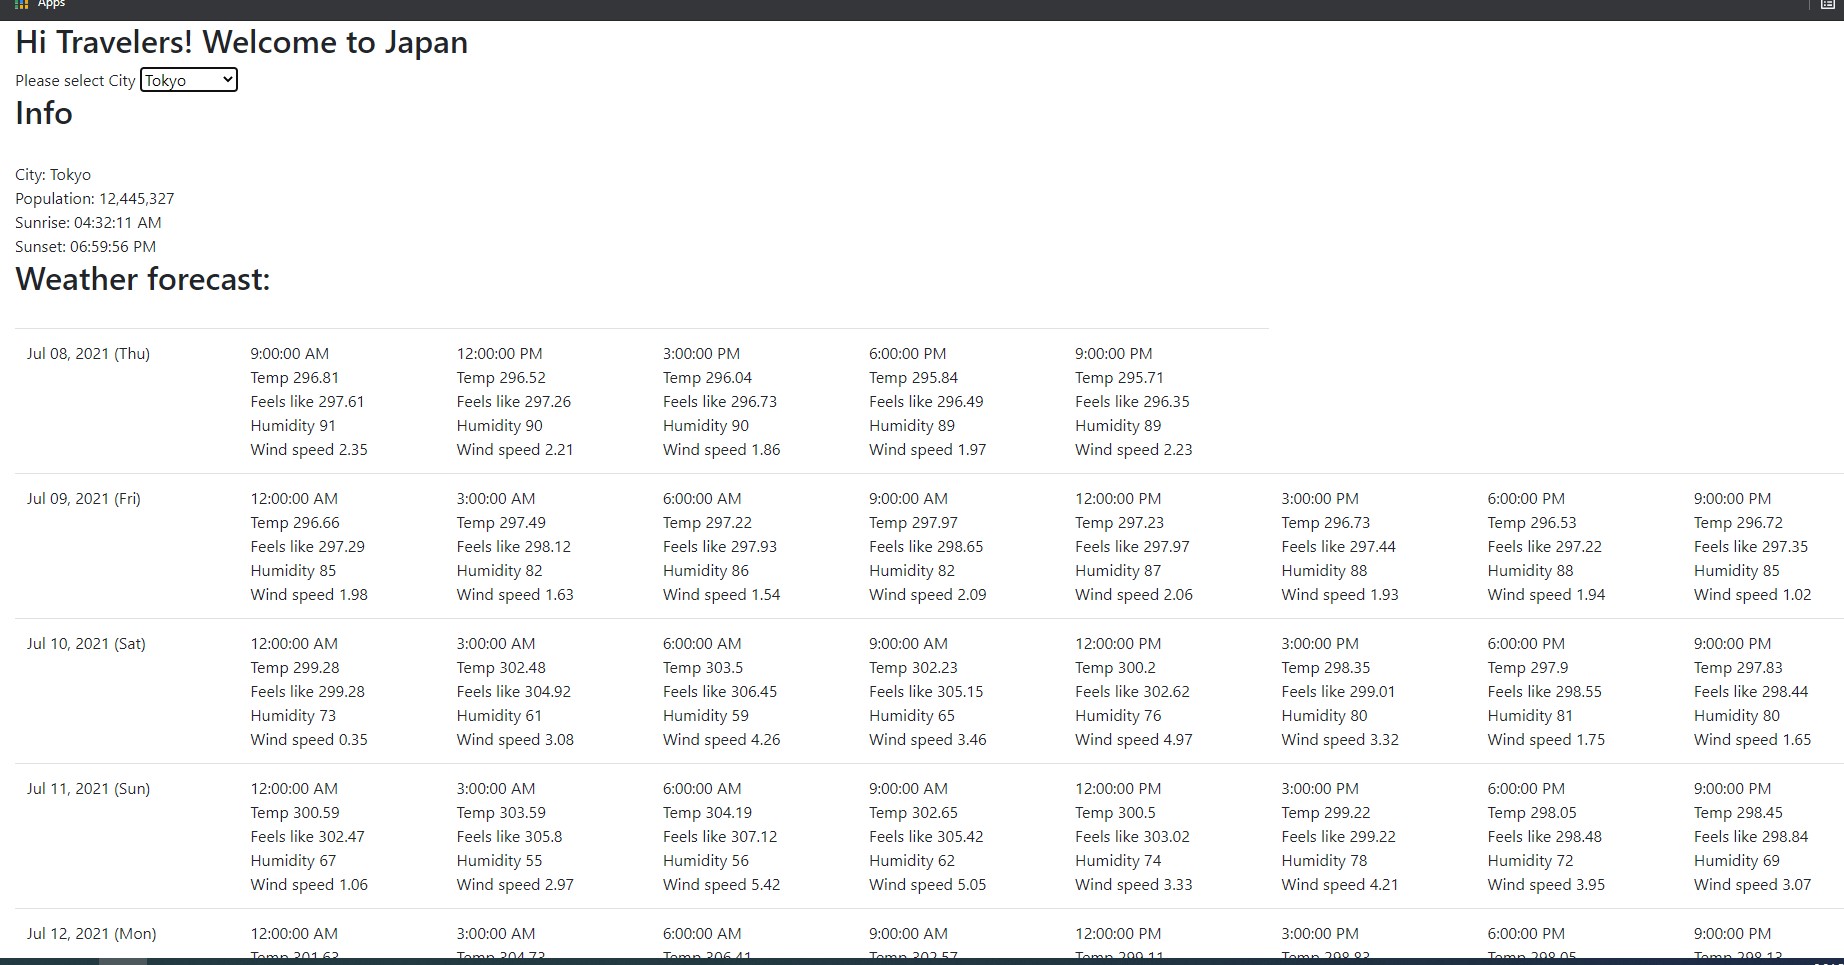 Apps
Hi Travelers! Welcome to Japan
Please select City Tokyo
Info
City: Tokyo
Population: 12,445,327
Sunrise: 04:32:11 AM
Sunset: 06:59:56 PM
Weather forecast:
Jul 08, 2021 (Thu) 9:00:00 AM 12:00:00 PM 3:00:00 PM 6:00:00 PM 9:00:00 PM
Temp 296.81 Temp 296.52 Temp 296.04 Temp 295.84 Temp 295.71
Feels like 297.61 Feels like 297.26 Feels like 296.73 Feels like 296.49 Feels like 296.35
Humidity 91 Humidity 90 Humidity 90 Humidity 89 Humidity 89
Wind speed 2.35 Wind speed 2.21 Wind speed 1.86 Wind speed 1.97 Wind speed 2.23
Jul 09, 2021 (Fri) 12:00:00 AM 3:00:00 AM 6:00:00 AM 9:00:00 AM 12:00:00 PM 3:00:00 PM 6:00:00 PM 9:00:00 PM
Temp 296.66 Temp 297.49 Temp 297.22 Temp 297.97 Temp 297.23 Temp 296.73 Temp 296.53 Temp 296.72
Feels like 297.29 Feels like 298.12 Feels like 297.93 Feels like 298.65 Feels like 297.97 Feels like 297.44 Feels like 297.22 Feels like 297.35
Humidity 85 Humidity 82 Humidity 86 Humidity 82 Humidity 87 Humidity 88 Humidity 88 Humidity 85
Wind speed 1.98 Wind speed 1.63 Wind speed 1.54 Wind speed 2.09 Wind speed 2.06 Wind speed 1.93 Wind speed 1.94 Wind speed 1.02
Jul 10, 2021 (Sat) 12:00:00 AM 3:00:00 AM 6:00:00 AM 9:00:00 AM 12:00:00 PM 3:00:00 PM 6:00:00 PM 9:00:00 PM
Temp 299.28 Temp 302.48 Temp 303.5 Temp 302.23 Temp 300.2 Temp 298.35 Temp 297.9 Temp 297.83
Feels like 299.28 Feels like 304.92 Feels like 306.45 Feels like 305.15 Feels like 302.62 Feels like 299.01 Feels like 298.55 Feels like 298.44
Humidity 73 Humidity 61 Humidity 59 Humidity 65 Humidity 76 Humidity 80 Humidity 81 Humidity 80
Wind speed 0.35 Wind speed 3.08 Wind speed 4.26 Wind speed 3.46 Wind speed 4.97 Wind speed 3.32 Wind speed 1.75 Wind speed 1.65
Jul 11, 2021 (Sun) 12:00:00 AM 3:00:00 AM 6:00:00 AM 9:00:00 AM 12:00:00 PM 3:00:00 PM 6:00:00 PM 9:00:00 PM
Temp 300.59 Temp 303.59 Temp 304.19 Temp 302.65 Temp 300.5 Temp 299.22 Temp 298.05 Temp 298.45
Feels like 302.47 Feels like 305.8 Feels like 307.12 Feels like 305.42 Feels like 303.02 Feels like 299.22 Feels like 298.48 Feels like 298.84
Humidity 67 Humidity 55 Humidity 56 Humidity 62 Humidity 74 Humidity 78 Humidity 72 Humidity 69
Wind speed 1.06 Wind speed 2.97 Wind speed 5.42 Wind speed 5.05 Wind speed 3.33 Wind speed 4.21 Wind speed 3.95 Wind speed 3.07
Jul 12, 2021 (Mon) 12:00:00 AM 3:00:00 AM 6:00:00 AM 9:00:00 AM 12:00:00 PM 3:00:00 PM 6:00:00 PM 9:00:00 PM
Temp Temp Temp Temp Temp Temp Temp Temp